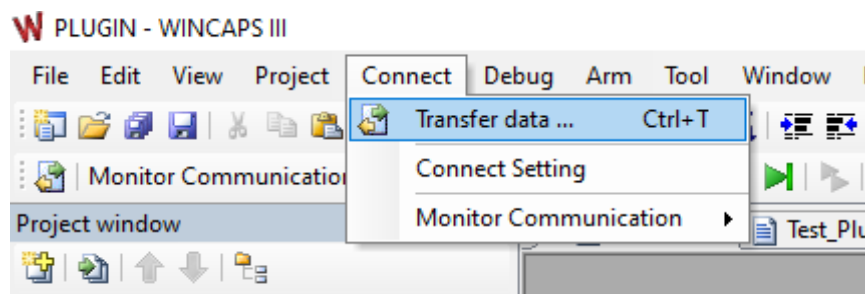 PLUGIN - WINCAPS III
File Edit View Project Connect Debug Arm Tool Window
Transfer data ... Ctrl+T
Monitor Communication
Connect Setting
Project window
Monitor Communication
Test_Plu